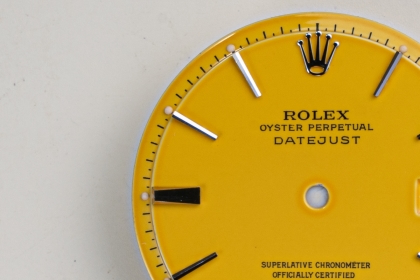 ROLEX
OYSTER PERPETUAL
DATEJUST
SUPERLATIVE CHRONOMETER
OFFICIALLY CERTIFIED